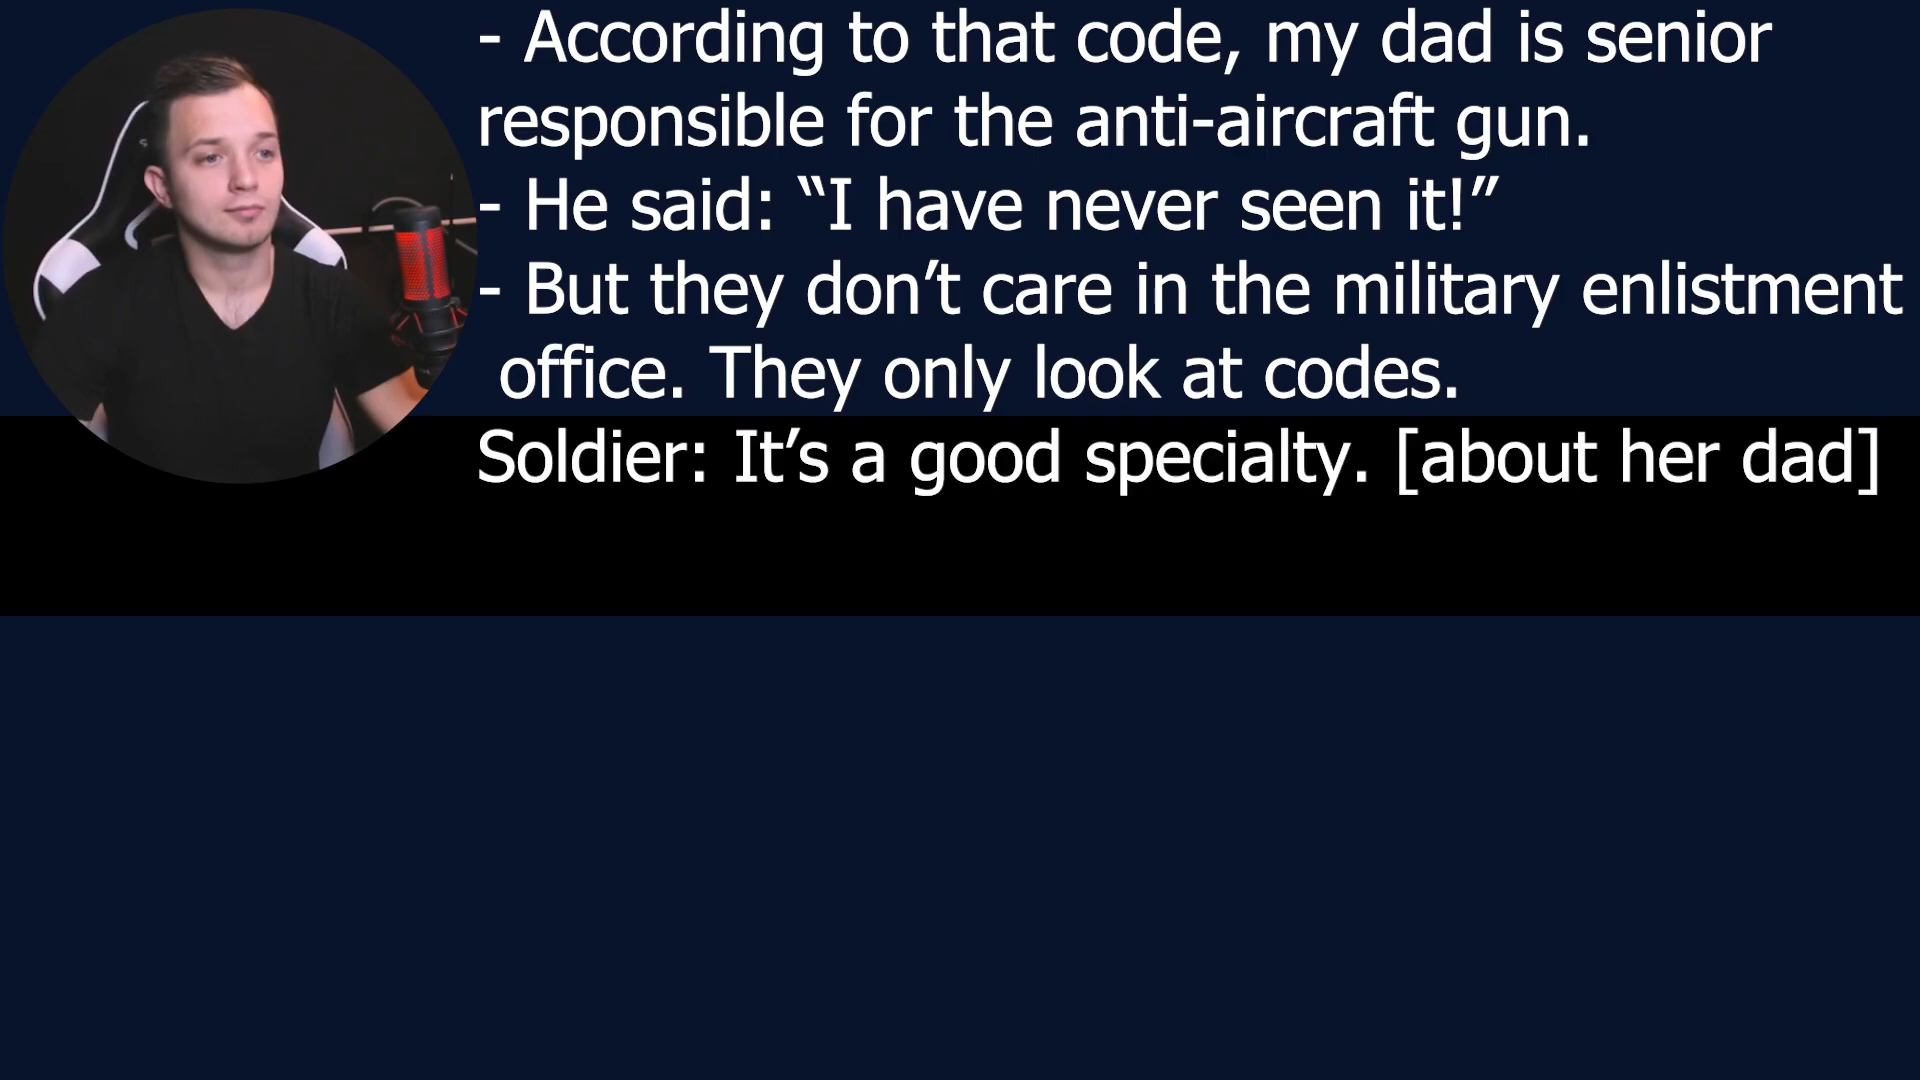 - According to that code, my dad is senior
responsible for the anti-aircraft gun.
- He said: “I have never seen it!”
- But they don’t care in the military enlistment
office. They only look at codes.
Soldier: It’s a good specialty. [about her dad]